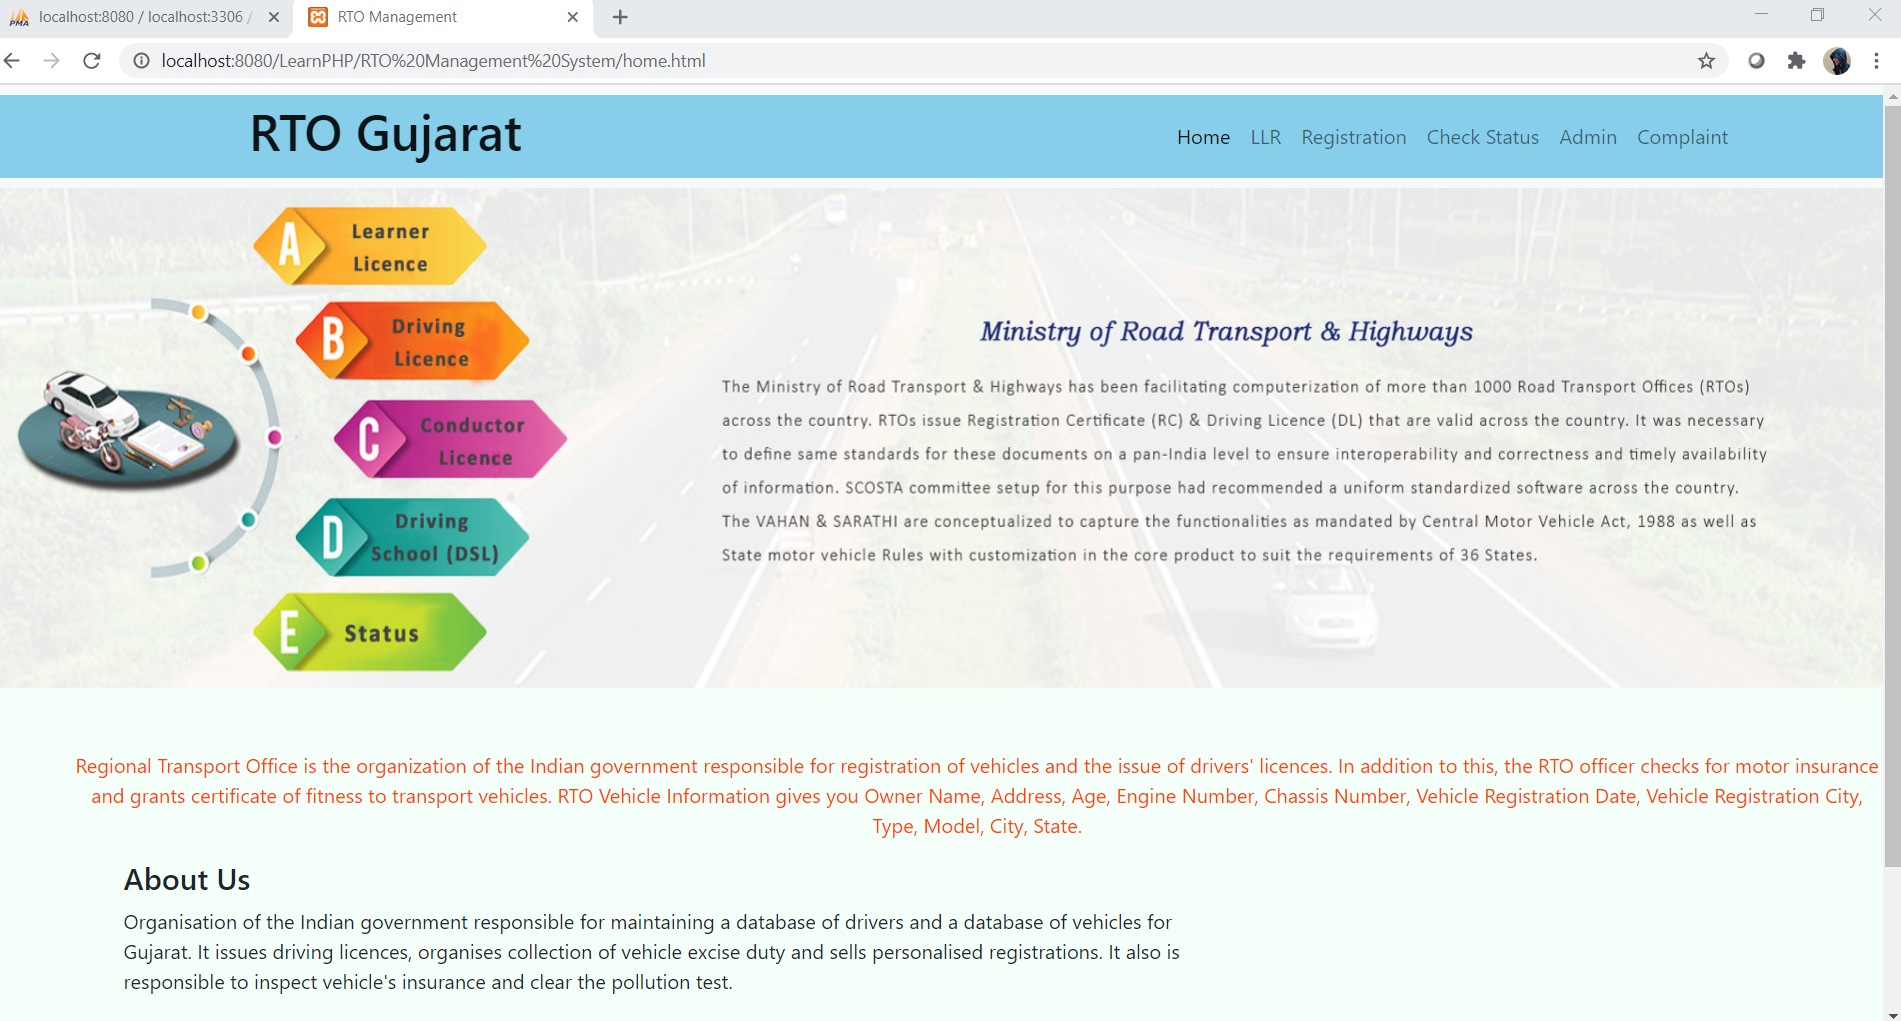 PMA localhost:8080 / localhost:3306 /
RTO Management
localhost:8080/LearnPHP/RTO%20Management%20System/home.html
RTO Gujarat
Home LLR Registration Check Status Admin Complaint
A Learner
Licence
B Driving
Licence
C Conductor
Licence
D Driving
School (DSL)
E Status
Ministry of Road Transport & Highways
The Ministry of Road Transport & Highways has been facilitating computerization of more than 1000 Road Transport Offices (RTOs)
across the country. RTOs issue Registration Certificate (RC) & Driving Licence (DL) that are valid across the country. It was necessary
to define same standards for these documents on a pan-India level to ensure interoperability and correctness and timely availability
of information. SCOSTA committee setup for this purpose had recommended a uniform standardized software across the country.
The VAHAN & SARATHI are conceptualized to capture the functionalities as mandated by Central Motor Vehicle Act, 1988 as well as
State motor vehicle Rules with customization in the core product to suit the requirements of 36 States.
Regional Transport Office is the organization of the Indian government responsible for registration of vehicles and the issue of drivers' licences. In addition to this, the RTO officer checks for motor insurance
and grants certificate of fitness to transport vehicles. RTO Vehicle Information gives you Owner Name, Address, Age, Engine Number, Chassis Number, Vehicle Registration Date, Vehicle Registration City,
Type, Model, City, State.
About Us
Organisation of the Indian government responsible for maintaining a database of drivers and a database of vehicles for
Gujarat. It issues driving licences, organises collection of vehicle excise duty and sells personalised registrations. It also is
responsible to inspect vehicle's insurance and clear the pollution test.